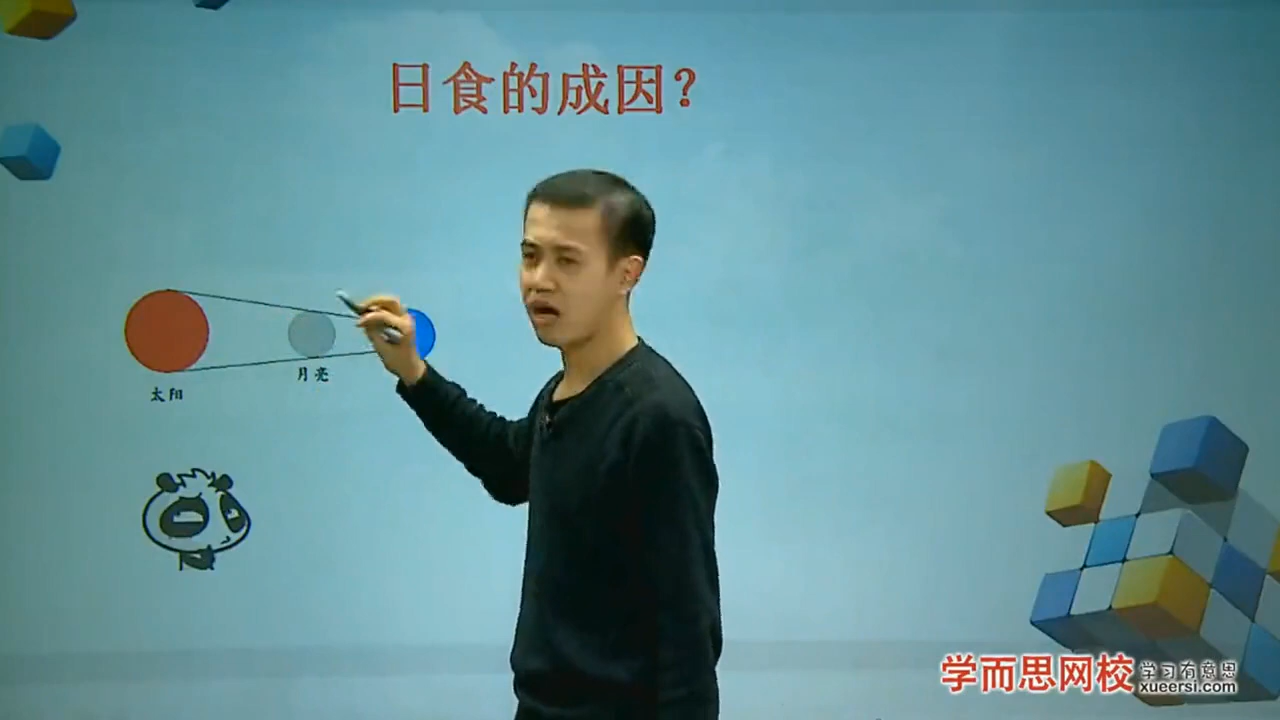 日食的成因？
太阳
月亮
学而思网校
学习有意思
xueersi.com